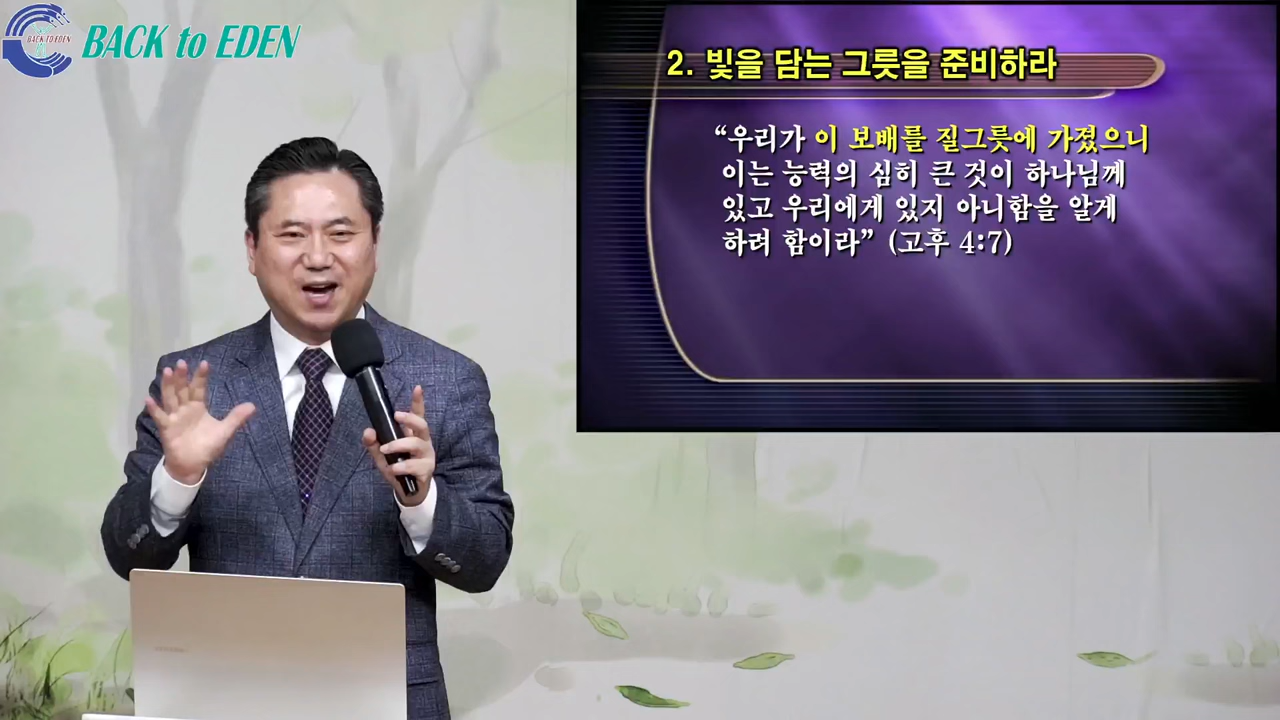 BACK TO EDEN
BACK to EDEN
2. 빛을 담는 그릇을 준비하라
“우리가 이 보배를 질그릇에 가졌으니
이는 능력의 심히 큰 것이 하나님께
있고 우리에게 있지 아니함을 알게
하려 함이라” (고후 4:7)